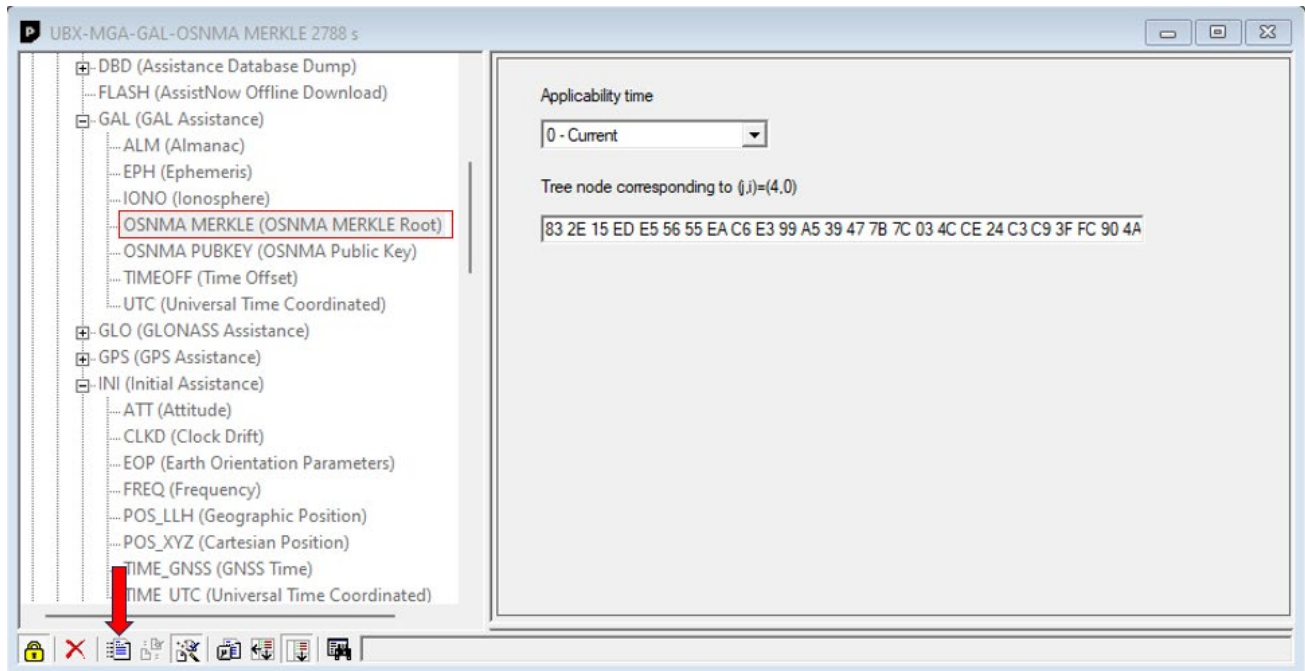 UBX-MGA-GAL-OSNMA MERKLE 2788 s
DBD (Assistance Database Dump)
FLASH (AssistNow Offline Download)
GAL (GAL Assistance)
ALM (Almanac)
EPH (Ephemeris)
IONO (Ionosphere)
OSNMA MERKLE (OSNMA MERKLE Root)
OSNMA PUBKEY (OSNMA Public Key)
TIMEOFF (Time Offset)
UTC (Universal Time Coordinated)
GLO (GLONASS Assistance)
GPS (GPS Assistance)
INI (Initial Assistance)
ATT (Attitude)
CLKD (Clock Drift)
EOP (Earth Orientation Parameters)
FREQ (Frequency)
POS_LLH (Geographic Position)
POS_XYZ (Cartesian Position)
TIME_GNSS (GNSS Time)
TIME_UTC (Universal Time Coordinated)
Applicability time
0 - Current
Tree node corresponding to (j,i)=(4,0)
83 2E 15 ED E5 56 55 EA C6 E3 99 A5 39 47 7B 7C 03 4C CE 24 C3 C9 3F FC 90 4A